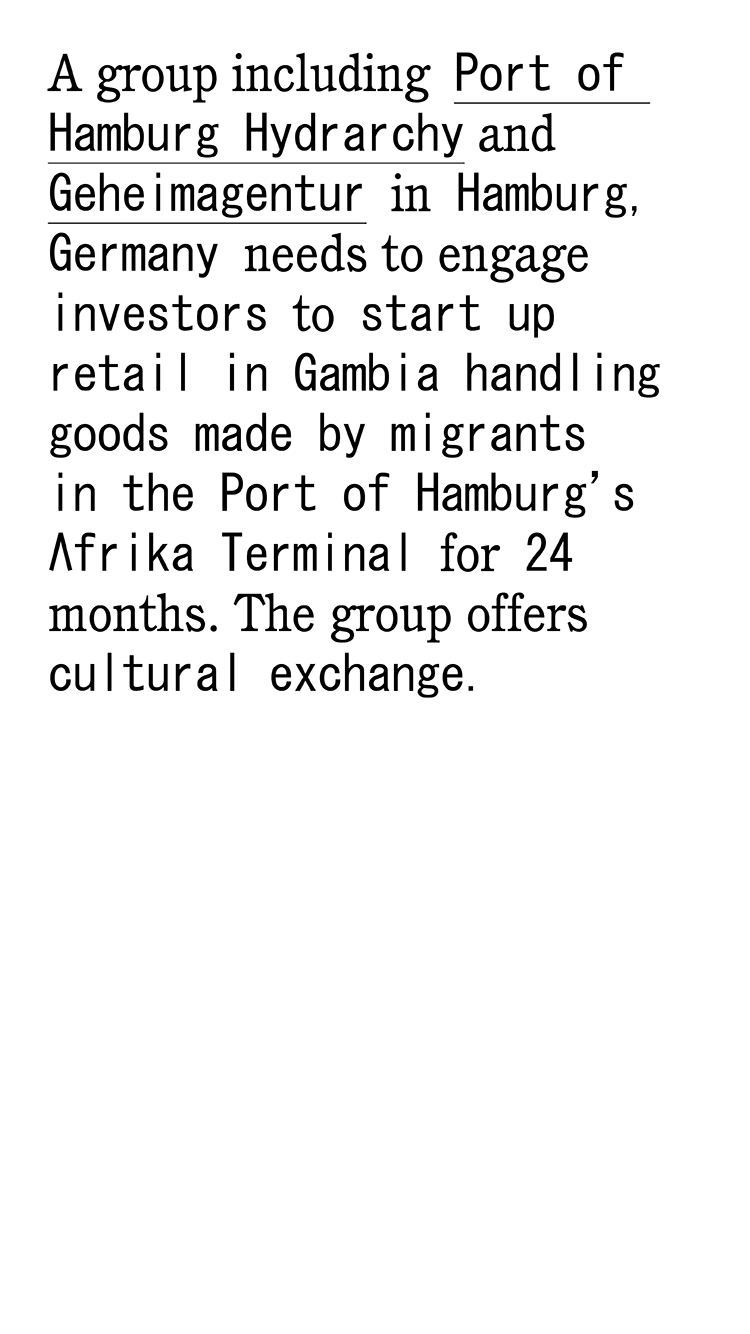 A group including Port of
Hamburg Hydrarchy and
Geheimagentur in Hamburg,
Germany needs to engage
investors to start up
retail in Gambia handling
goods made by migrants
in the Port of Hamburg’s
Afrika Terminal for 24
months. The group offers
cultural exchange.